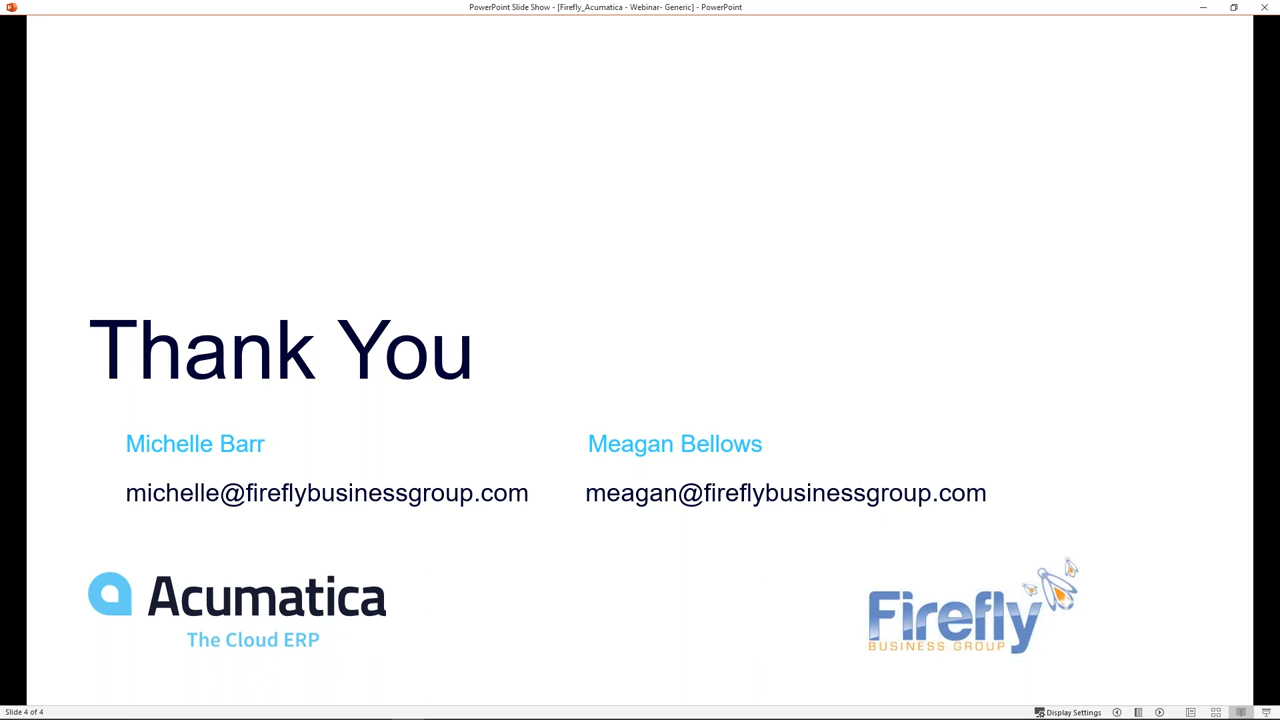 PowerPoint Slide Show - [Firefly_Acumatica - Webinar- Generic] - PowerPoint
Thank You
Michelle Barr
Meagan Bellows
michelle@fireflybusinessgroup.com
meagan@fireflybusinessgroup.com
Acumatica
The Cloud ERP
Firefly
BUSINESS GROUP
Slide 4 of 4
Display Settings